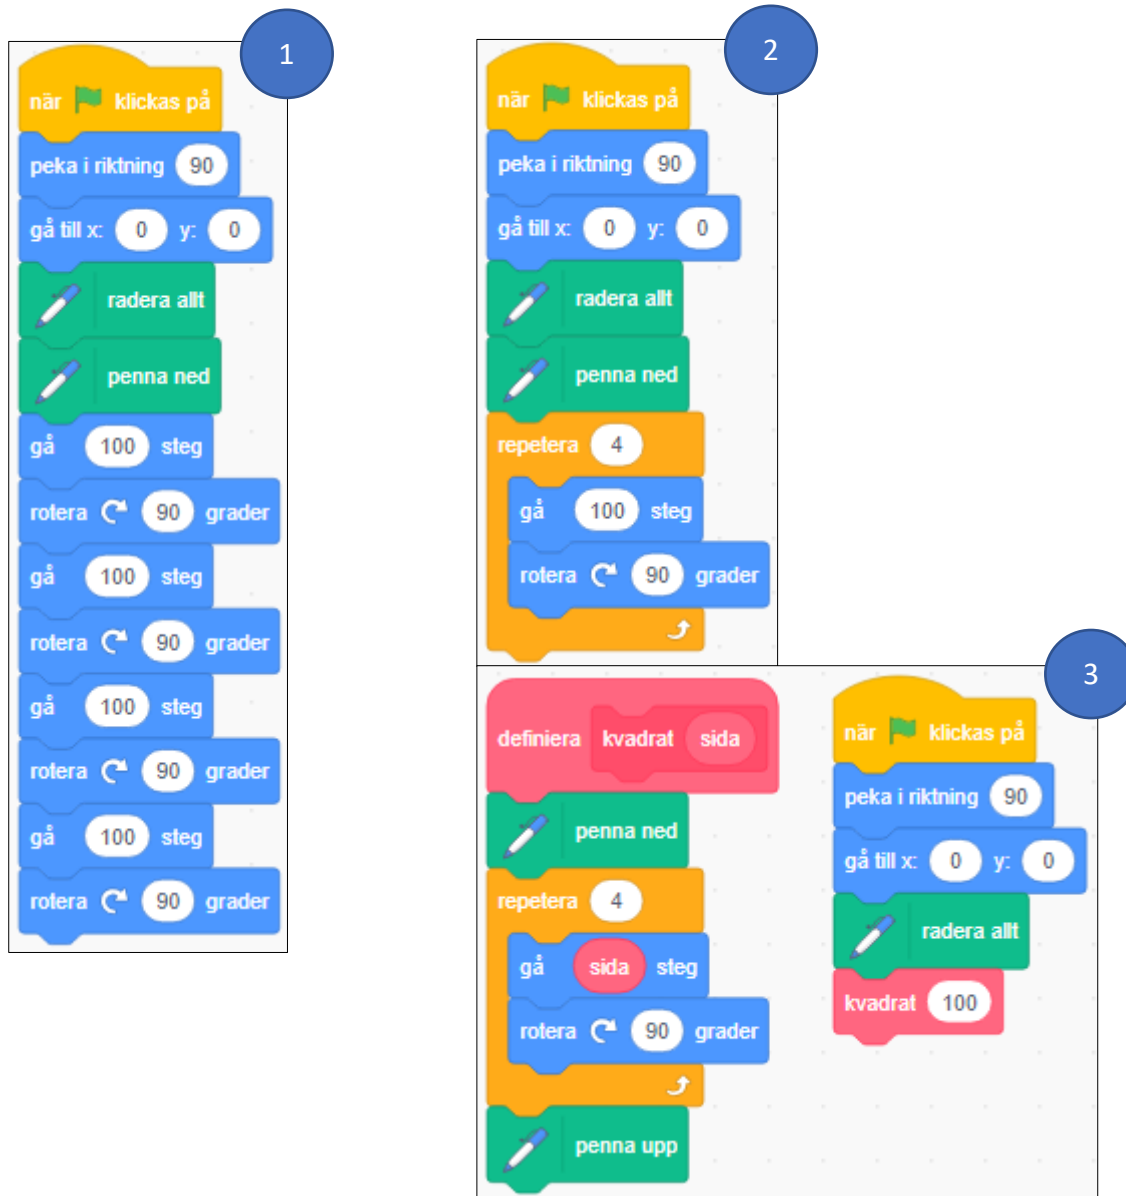 1
när klickas på
peka i riktning 90
gå till x: 0 y: 0
radera allt
penna ned
gå 100 steg
rotera 90 grader
gå 100 steg
rotera 90 grader
gå 100 steg
rotera 90 grader
gå 100 steg
rotera 90 grader
2
när klickas på
peka i riktning 90
gå till x: 0 y: 0
radera allt
penna ned
repetera 4
gå 100 steg
rotera 90 grader
3
definiera kvadrat sida
penna ned
repetera 4
gå sida steg
rotera 90 grader
penna upp
när klickas på
peka i riktning 90
gå till x: 0 y: 0
radera allt
kvadrat 100